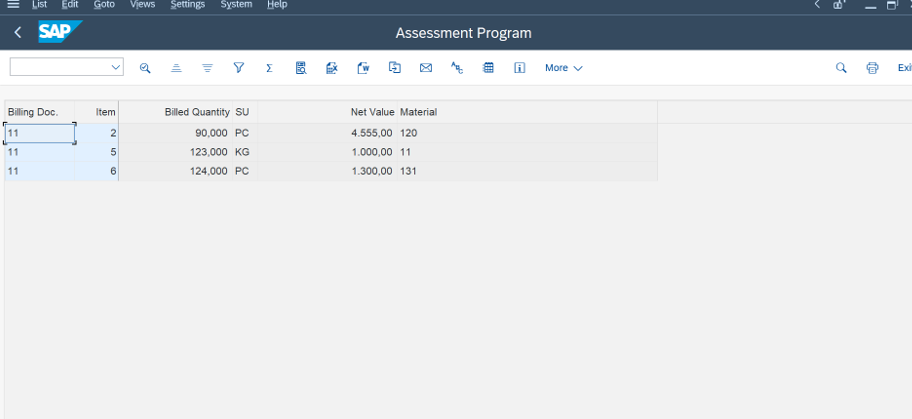 List Edit Goto Views Settings System Help
SAP Assessment Program
More
Billing Doc. Item Billed Quantity SU Net Value Material
11 2 90,000 PC 4.555,00 120
11 5 123,000 KG 1.000,00 11
11 6 124,000 PC 1.300,00 131